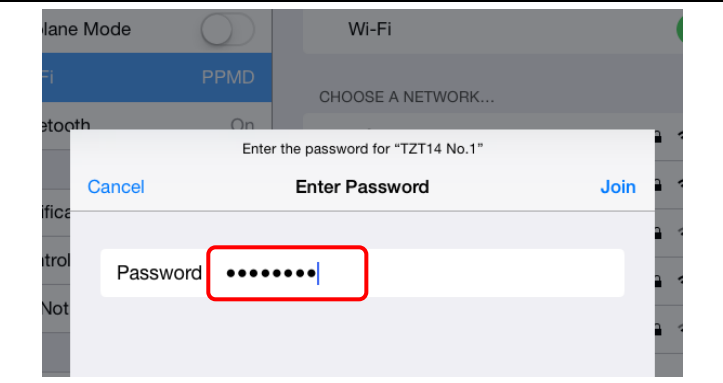 lane Mode
Wi-Fi
Fi PPMD
CHOOSE A NETWORK...
etooth On
Enter the password for “TZT14 No.1”
Cancel Enter Password Join
ifica
Password ••••••••
ntrol
Not